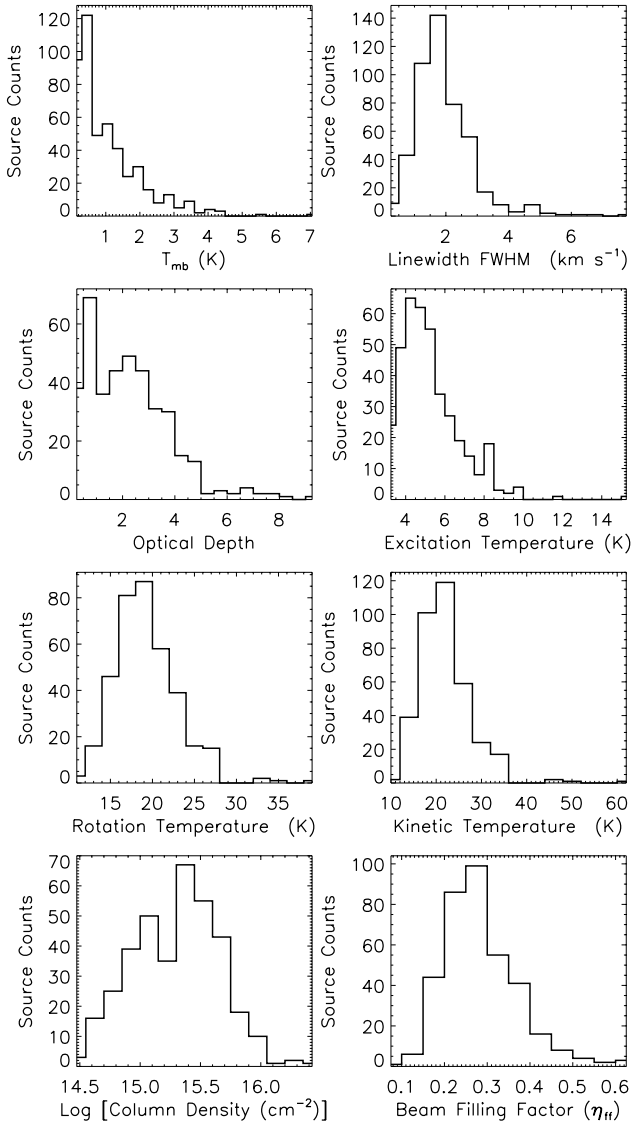 120
100
80
60
40
20
0
Source Counts
1 2 3 4 5 6 7
T_mb (K)
140
120
100
80
60
40
20
0
Source Counts
2 4 6
Linewidth FWHM (km s⁻¹)
60
40
20
0
Source Counts
2 4 6 8
Optical Depth
60
50
40
30
20
10
0
Source Counts
4 6 8 10 12 14
Excitation Temperature (K)
80
60
40
20
0
Source Counts
15 20 25 30 35
Rotation Temperature (K)
120
100
80
60
40
20
0
Source Counts
10 20 30 40 50 60
Kinetic Temperature (K)
70
60
50
40
30
20
10
0
Source Counts
14.5 15.0 15.5 16.0
Log [Column Density (cm⁻²)]
100
80
60
40
20
0
Source Counts
0.1 0.2 0.3 0.4 0.5 0.6
Beam Filling Factor (η_ff)